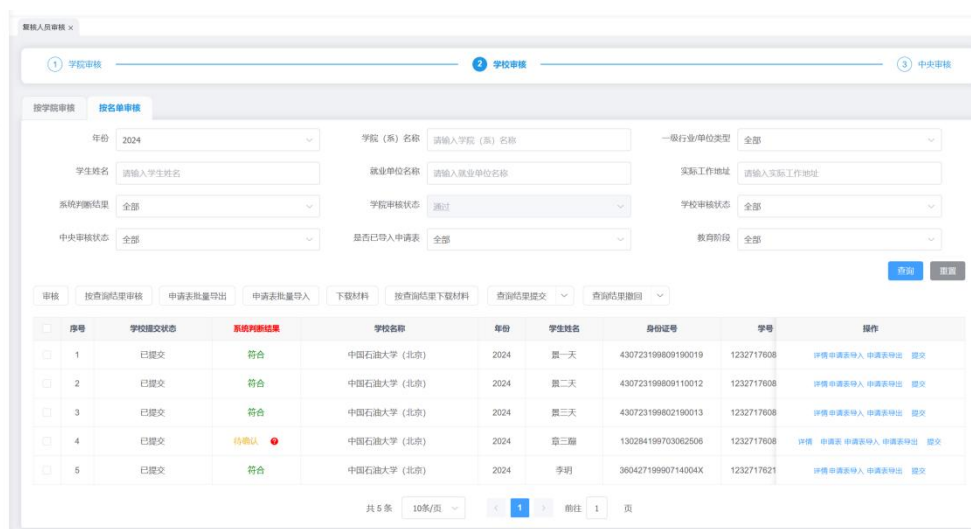 复核人员审核 ×
1 学院审核 2 学校审核 3 中央审核
按学院审核 按名单审核
年份 2024 学院（系）名称 请输入学院（系）名称 一级行业/单位类型 全部
学生姓名 请输入学生姓名 就业单位名称 请输入就业单位名称 实际工作地址 请输入实际工作地址
系统判断结果 全部 学院审核状态 通过 学校审核状态 全部
中央审核状态 全部 是否已导入申请表 全部 教育阶段 全部
查询 重置
审核 按查询结果审核 申请表批量导出 申请表批量导入 下载材料 按查询结果下载材料 查询结果提交 查询结果撤回
序号 学校提交状态 系统判断结果 学校名称 年份 学生姓名 身份证号 学号 操作
1 已提交 符合 中国石油大学（北京） 2024 景一天 430723199809190019 1232717608 详情 申请表导入 申请表导出 提交
2 已提交 符合 中国石油大学（北京） 2024 景二天 430723199809110012 1232717608 详情 申请表导入 申请表导出 提交
3 已提交 符合 中国石油大学（北京） 2024 景三天 430723199802190013 1232717608 详情 申请表导入 申请表导出 提交
4 已提交 待确认 ? 中国石油大学（北京） 2024 章三 130284199703062506 1232717608 详情 申请表 申请表导入 申请表导出 提交
5 已提交 符合 中国石油大学（北京） 2024 李玥 36042719990714004X 1232717621 详情 申请表导入 申请表导出 提交
共 5 条 10条/页 < 1 > 前往 1 页